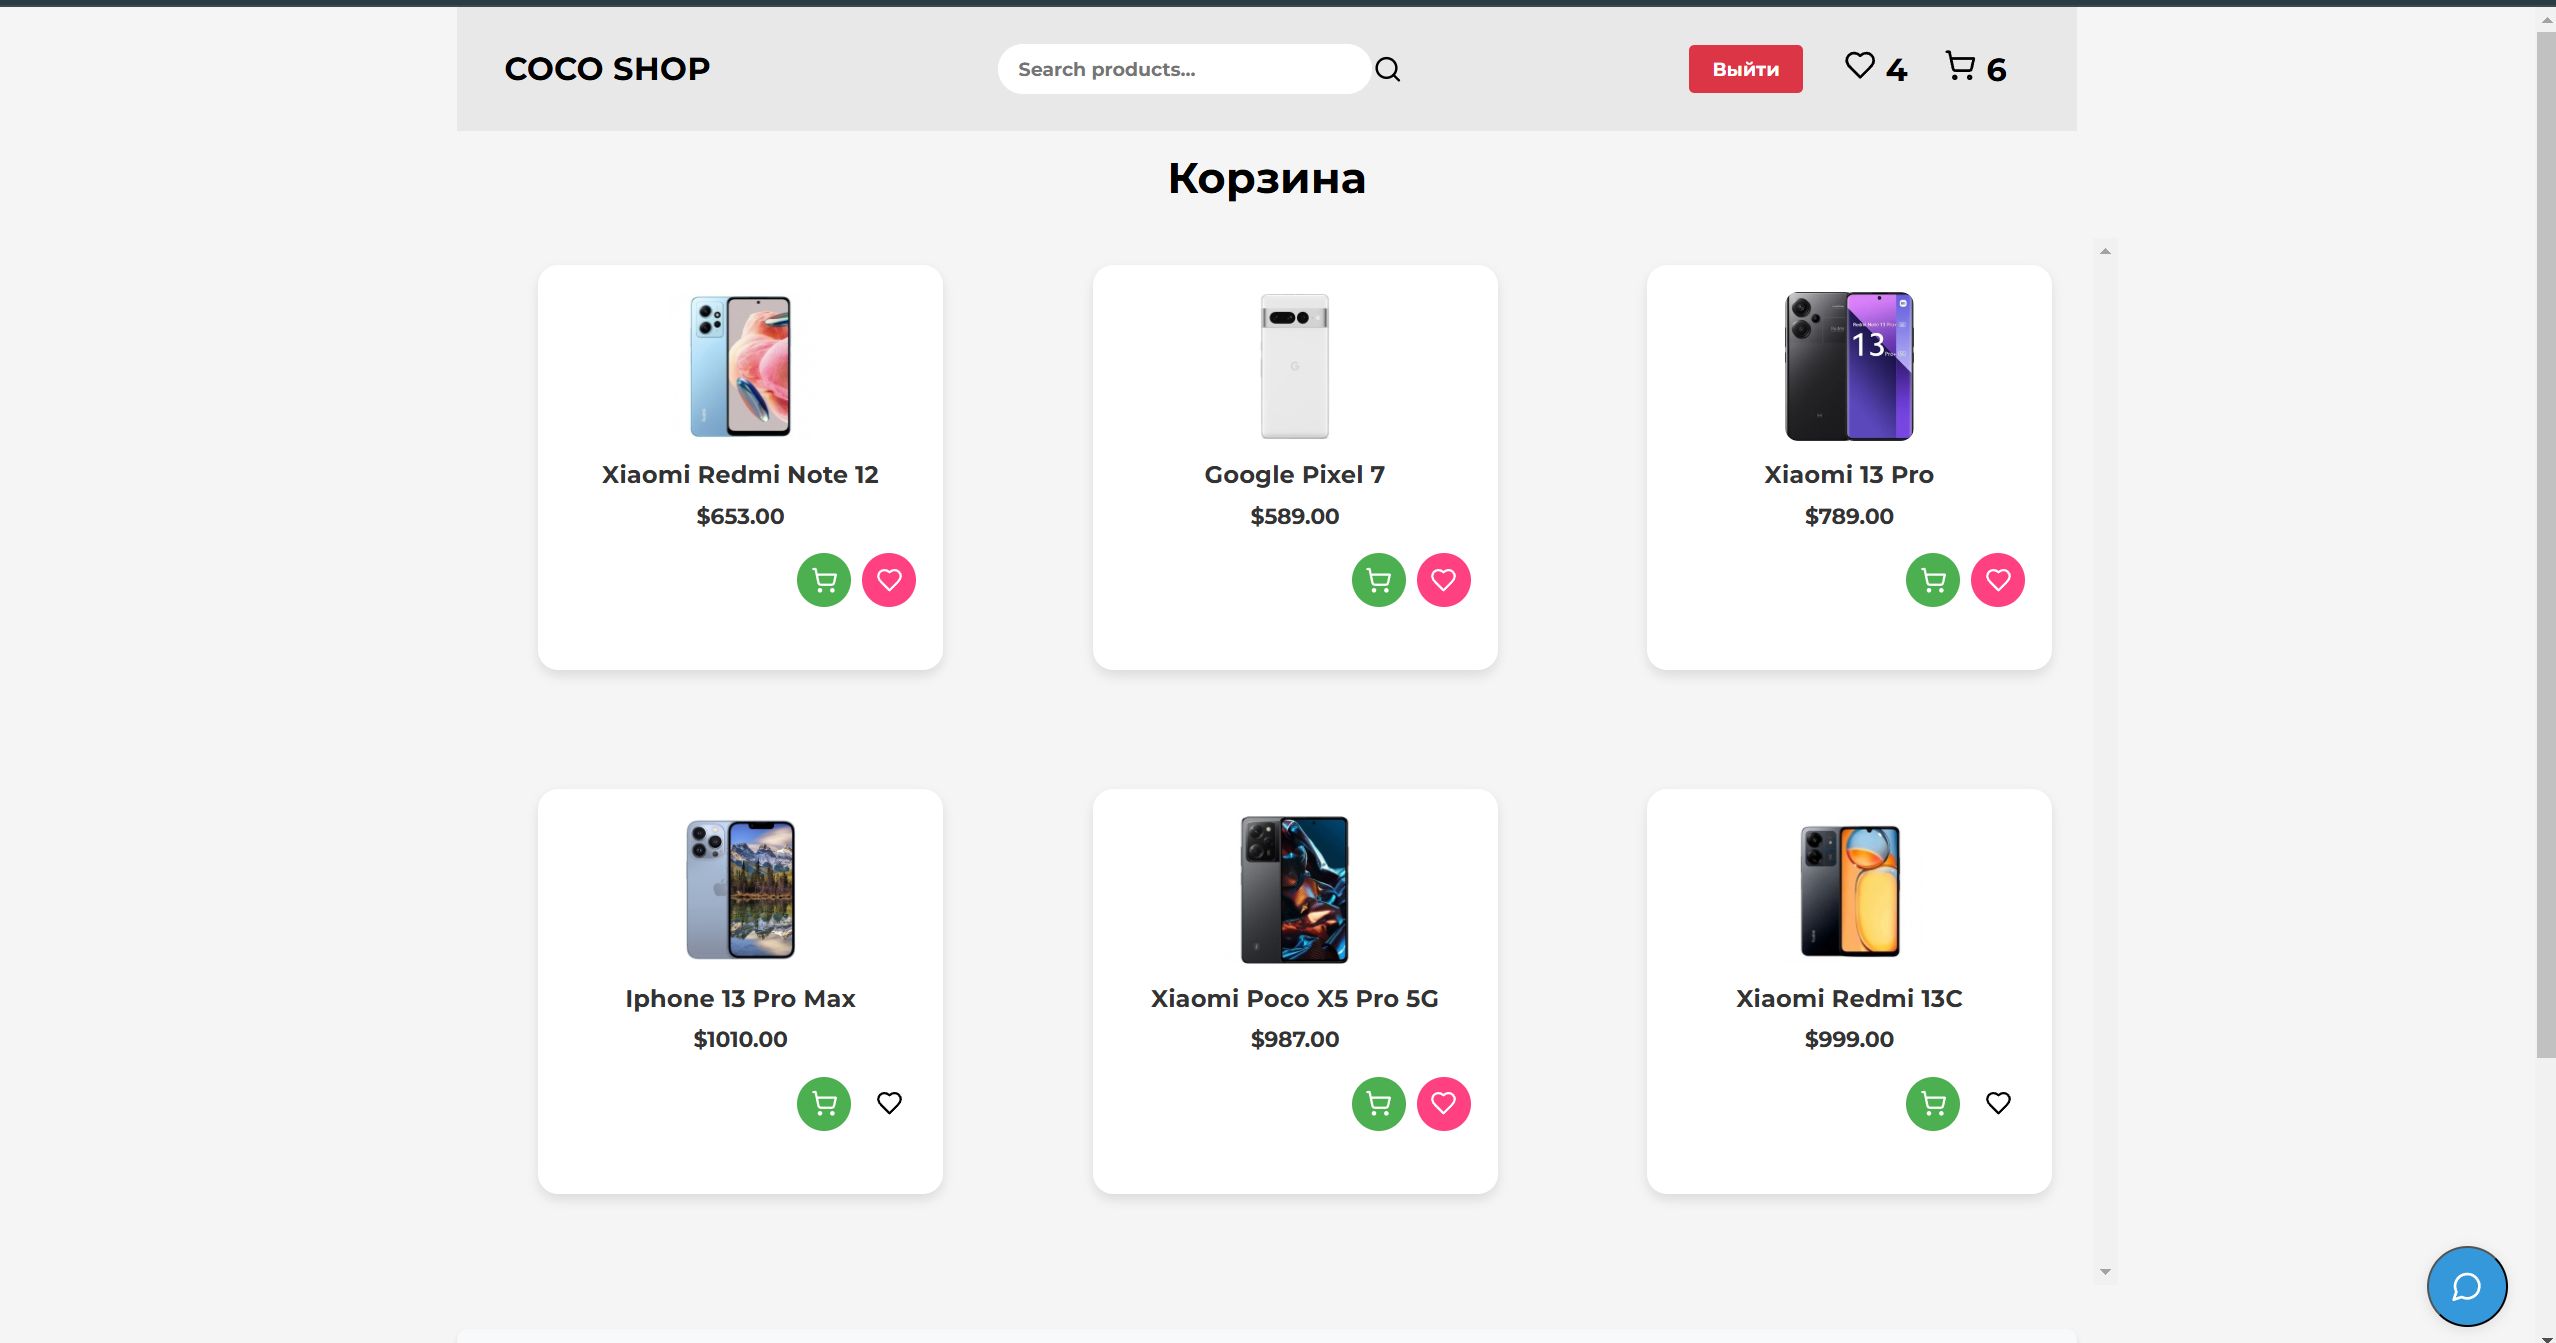 COCO SHOP
Search products...
Выйти
4
6
Корзина
13
Xiaomi Redmi Note 12
Google Pixel 7
Xiaomi 13 Pro
$653.00
$589.00
$789.00
Iphone 13 Pro Max
Xiaomi Poco X5 Pro 5G
Xiaomi Redmi 13C
$1010.00
$987.00
$999.00